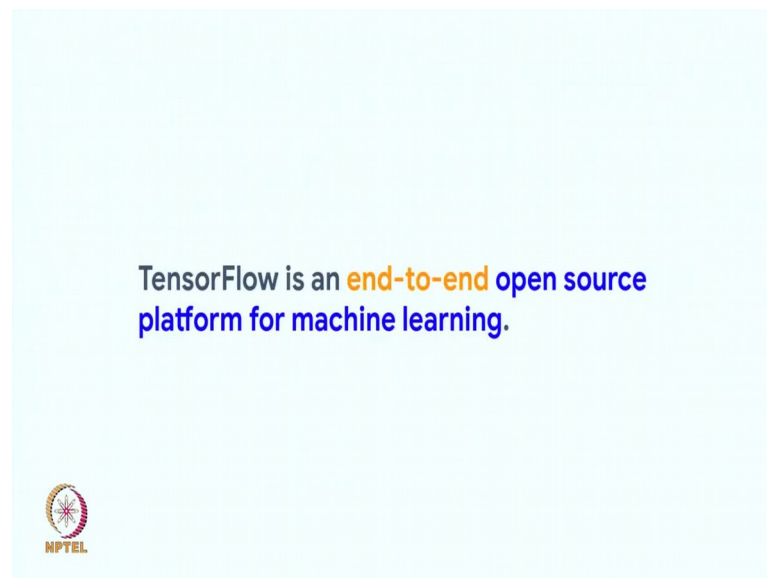 TensorFlow is an end-to-end open source
platform for machine learning.
NPTEL